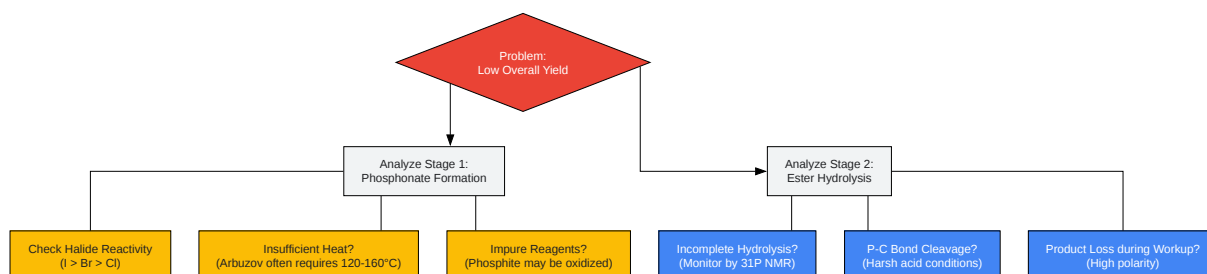 Problem:
Low Overall Yield
Analyze Stage 1:
Phosphonate Formation
Analyze Stage 2:
Ester Hydrolysis
Check Halide Reactivity
(I > Br > Cl)
Insufficient Heat?
(Arbuzov often requires 120-160°C)
Impure Reagents?
(Phosphite may be oxidized)
Incomplete Hydrolysis?
(Monitor by 31P NMR)
P-C Bond Cleavage?
(Harsh acid conditions)
Product Loss during Workup?
(High polarity)